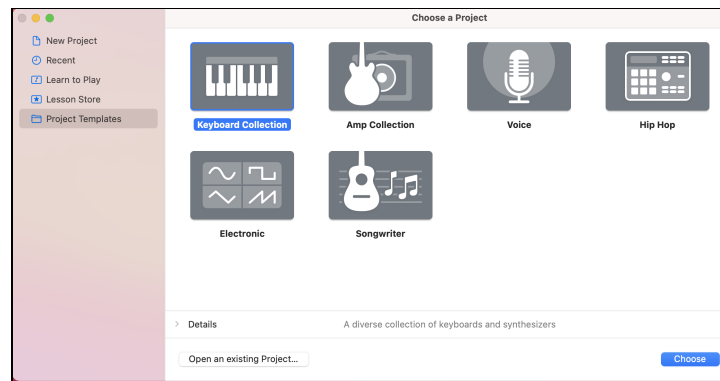 Choose a Project
New Project
Recent
Learn to Play
Lesson Store
Project Templates
Keyboard Collection
Amp Collection
Voice
Hip Hop
Electronic
Songwriter
Details
A diverse collection of keyboards and synthesizers
Open an existing Project...
Choose